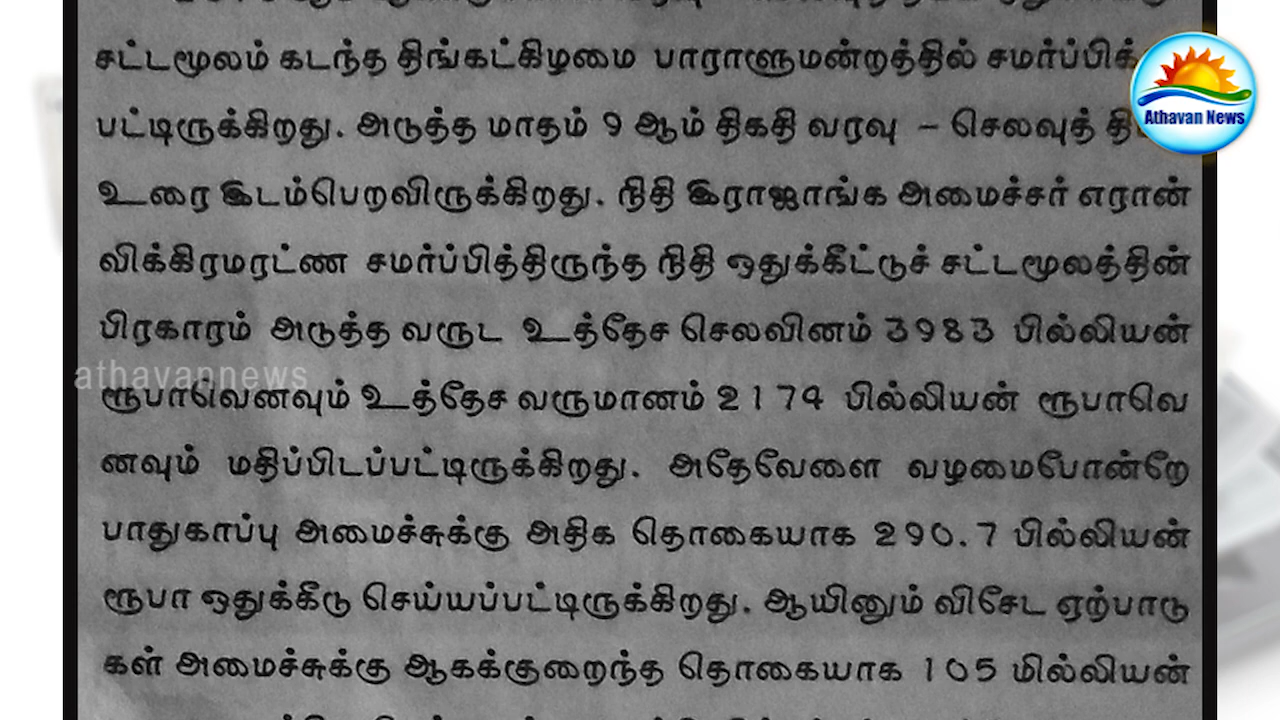 சட்டமூலம் கடந்த திங்கட்கிழமை பாராளுமன்றத்தில்
Athavan News
பட்டிருக்கிறது. அடுத்த மாதம் 9 ஆம் திகதி வரவு – செலவுத்
உரை இடம்பெறவிருக்கிறது. நிதி இராஜாங்க அமைச்சர் எரான்
விக்கிரமரட்ண சமர்ப்பித்திருந்த நிதி ஒதுக்கீட்டுச் சட்டமூலத்தின்
பிரகாரம் அடுத்த வருட உத்தேச செலவினம் 3983 பில்லியன்
athavannews
ரூபாவெனவும் உத்தேச வருமானம் 2174 பில்லியன் ரூபாவெ
னவும் மதிப்பிடப்பட்டிருக்கிறது. அதேவேளை வழமைபோன்றே
பாதுகாப்பு அமைச்சுக்கு அதிக தொகையாக 290.7 பில்லியன்
ரூபா ஒதுக்கீடு செய்யப்பட்டிருக்கிறது. ஆயினும் விசேட ஏற்பாடு
கள் அமைச்சுக்கு ஆகக்குறைந்த தொகையாக 105 மில்லியன்